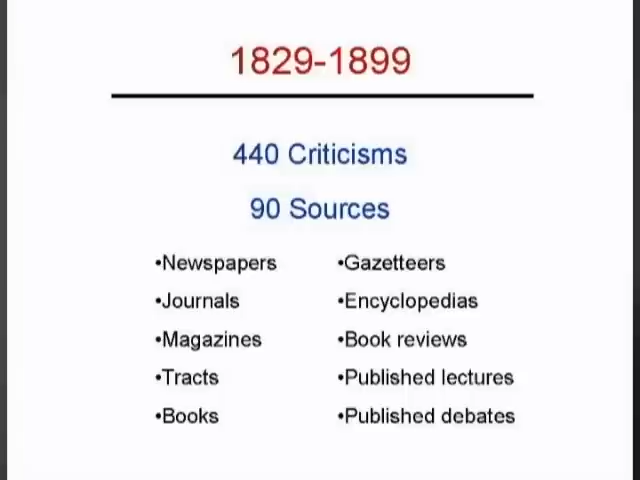 1829-1899
440 Criticisms
90 Sources
•Newspapers
•Journals
•Magazines
•Tracts
•Books
•Gazetteers
•Encyclopedias
•Book reviews
•Published lectures
•Published debates